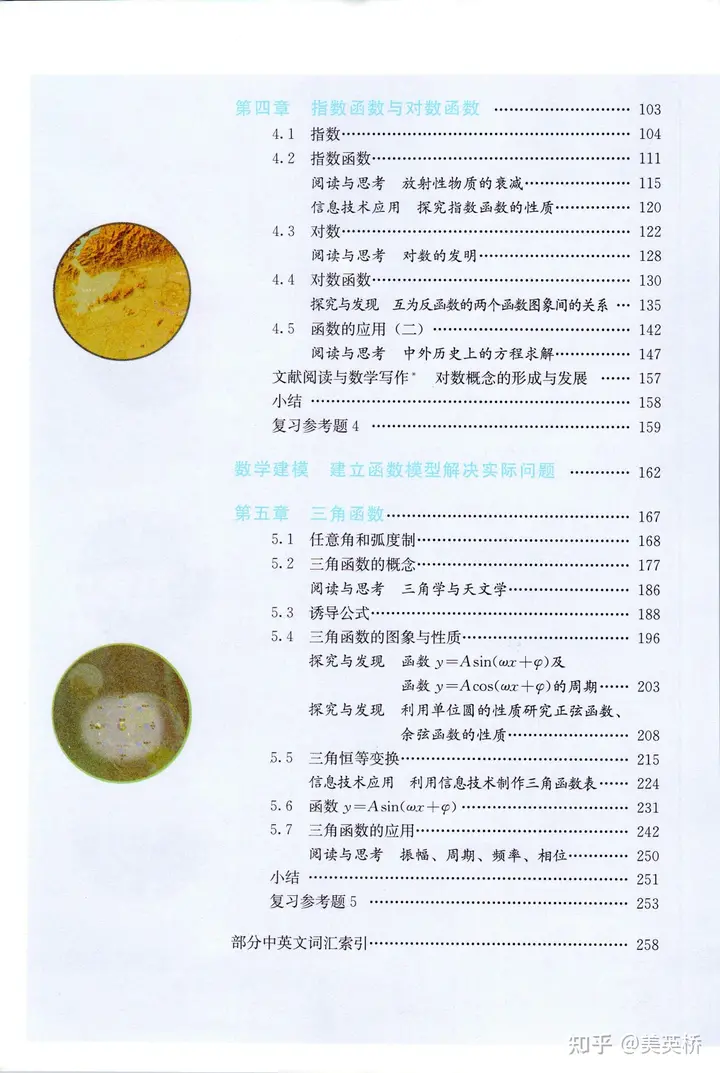 第四章 指数函数与对数函数 ………………………… 103
4.1 指数………………………………………………… 104
4.2 指数函数…………………………………………… 111
阅读与思考 放射性物质的衰减………………… 115
信息技术应用 探究指数函数的性质…………… 120
4.3 对数………………………………………………… 122
阅读与思考 对数的发明………………………… 128
4.4 对数函数…………………………………………… 130
探究与发现 互为反函数的两个函数图象间的关系 … 135
4.5 函数的应用（二）………………………………… 142
阅读与思考 中外历史上的方程求解…………… 147
文献阅读与数学写作* 对数概念的形成与发展 …… 157
小结 …………………………………………………… 158
复习参考题 4 ………………………………………… 159
数学建模 建立函数模型解决实际问题 ………… 162
第五章 三角函数……………………………………… 167
5.1 任意角和弧度制…………………………………… 168
5.2 三角函数的概念…………………………………… 177
阅读与思考 三角学与天文学…………………… 186
5.3 诱导公式…………………………………………… 188
5.4 三角函数的图象与性质…………………………… 196
探究与发现 函数 y=Asin(ωx+φ)及
函数 y=Acos(ωx+φ)的周期…… 203
探究与发现 利用单位圆的性质研究正弦函数、
余弦函数的性质…………………… 208
5.5 三角恒等变换……………………………………… 215
信息技术应用 利用信息技术制作三角函数表…… 224
5.6 函数 y=Asin(ωx+φ) …………………………… 231
5.7 三角函数的应用…………………………………… 242
阅读与思考 振幅、周期、频率、相位………… 250
小结 …………………………………………………… 251
复习参考题 5 ………………………………………… 253
部分中英文词汇索引………………………………………… 258
知乎 @美英桥